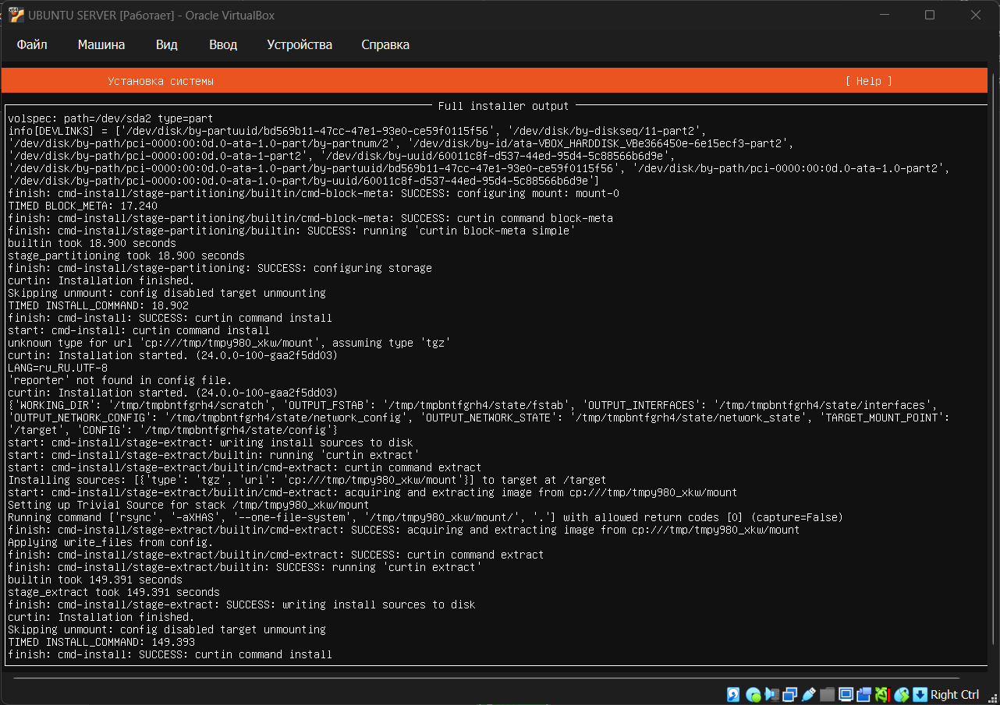 UBUNTU SERVER [Работает] - Oracle VirtualBox
Файл Машина Вид Ввод Устройства Справка
Установка системы [ Help ]
Full installer output
volspec: path=/dev/sda2 type=part
info[DEVLINKS] = ['/dev/disk/by-partuuid/bd569b11-47cc-47e1-93e0-ce59f0115f56', '/dev/disk/by-diskseq/11-part2',
'/dev/disk/by-path/pci-0000:00:0d.0-ata-1.0-part/by-partnum/2', '/dev/disk/by-id/ata-VBOX_HARDDISK_VBe366450e-6e15ecf3-part2',
'/dev/disk/by-path/pci-0000:00:0d.0-ata-1-part2', '/dev/disk/by-uuid/60011c8f-d537-44ed-95d4-5c88566b6d9e',
'/dev/disk/by-path/pci-0000:00:0d.0-ata-1.0-part/by-partuuid/bd569b11-47cc-47e1-93e0-ce59f0115f56', '/dev/disk/by-path/pci-0000:00:0d.0-ata-1.0-part2',
'/dev/disk/by-path/pci-0000:00:0d.0-ata-1.0-part/by-uuid/60011c8f-d537-44ed-95d4-5c88566b6d9e']
finish: cmd-install/stage-partitioning/builtin/cmd-block-meta: SUCCESS: configuring mount: mount-0
TIMED BLOCK_META: 17.240
finish: cmd-install/stage-partitioning/builtin/cmd-block-meta: SUCCESS: curtin command block-meta
finish: cmd-install/stage-partitioning/builtin: SUCCESS: running 'curtin block-meta simple'
builtin took 18.900 seconds
stage_partitioning took 18.900 seconds
finish: cmd-install/stage-partitioning: SUCCESS: configuring storage
curtin: Installation finished.
Skipping unmount: config disabled target unmounting
TIMED INSTALL_COMMAND: 18.902
finish: cmd-install: SUCCESS: curtin command install
start: cmd-install: curtin command install
unknown type for url 'cp:///tmp/tmpy980_xkw/mount', assuming type 'tgz'
curtin: Installation started. (24.0.0-100-gaa2f5dd03)
LANG=ru_RU.UTF-8
'reporter' not found in config file.
curtin: Installation started. (24.0.0-100-gaa2f5dd03)
{'WORKING_DIR': '/tmp/tmpbntfgrh4/scratch', 'OUTPUT_FSTAB': '/tmp/tmpbntfgrh4/state/fstab', 'OUTPUT_INTERFACES': '/tmp/tmpbntfgrh4/state/interfaces',
'OUTPUT_NETWORK_CONFIG': '/tmp/tmpbntfgrh4/state/network_config', 'OUTPUT_NETWORK_STATE': '/tmp/tmpbntfgrh4/state/network_state', 'TARGET_MOUNT_POINT':
'/target', 'CONFIG': '/tmp/tmpbntfgrh4/state/config'}
start: cmd-install/stage-extract: writing install sources to disk
start: cmd-install/stage-extract/builtin: running 'curtin extract'
start: cmd-install/stage-extract/builtin/cmd-extract: curtin command extract
Installing sources: [{'type': 'tgz', 'uri': 'cp:///tmp/tmpy980_xkw/mount'}] to target at /target
start: cmd-install/stage-extract/builtin/cmd-extract: acquiring and extracting image from cp:///tmp/tmpy980_xkw/mount
Setting up Trivial Source for stack /tmp/tmpy980_xkw/mount
Running command ['rsync', '-aXHAS', '--one-file-system', '/tmp/tmpy980_xkw/mount/', '.'] with allowed return codes [0] (capture=False)
finish: cmd-install/stage-extract/builtin/cmd-extract: SUCCESS: acquiring and extracting image from cp:///tmp/tmpy980_xkw/mount
Applying write_files from config.
finish: cmd-install/stage-extract/builtin/cmd-extract: SUCCESS: curtin command extract
finish: cmd-install/stage-extract/builtin: SUCCESS: running 'curtin extract'
builtin took 149.391 seconds
stage_extract took 149.391 seconds
finish: cmd-install/stage-extract: SUCCESS: writing install sources to disk
curtin: Installation finished.
Skipping unmount: config disabled target unmounting
TIMED INSTALL_COMMAND: 149.393
finish: cmd-install: SUCCESS: curtin command install
Right Ctrl